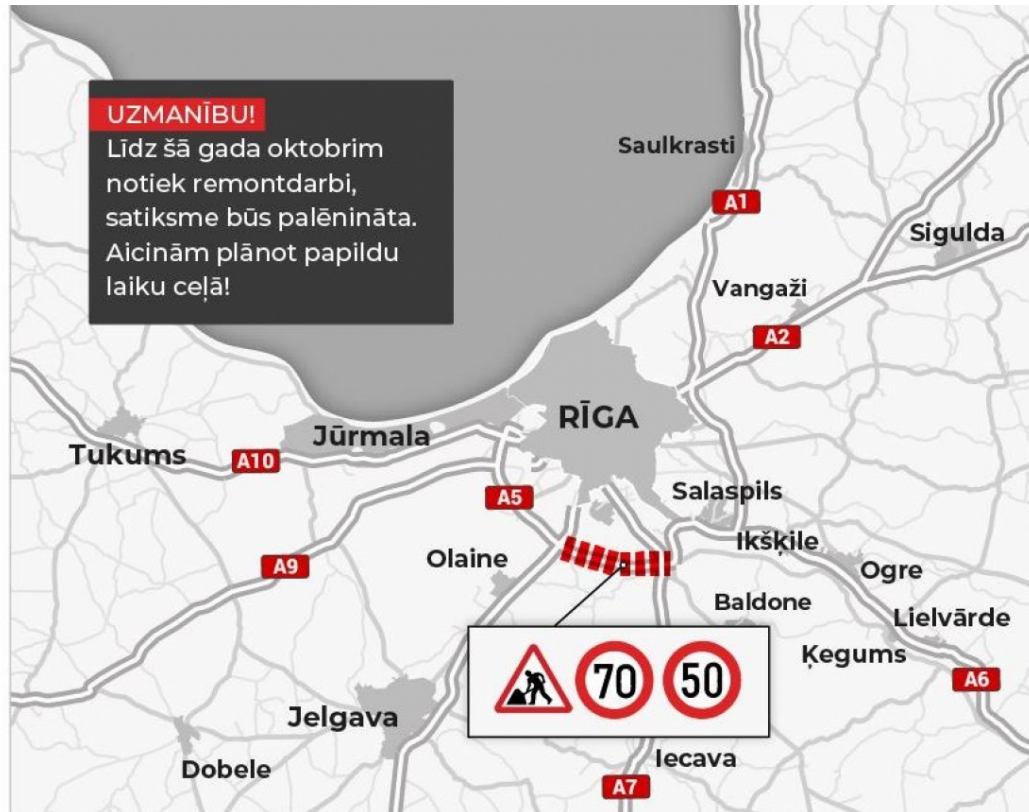 UZMANĪBU!
Līdz šā gada oktobrim
notiek remontdarbi,
satiksme būs palēnināta.
Aicinām plānot papildu
laiku ceļā!
Saulkrasti
A1
Sigulda
Vangaži
A2
RĪGA
Jūrmala
Tukums
A10
A5
Salaspils
Ikšķile
A9
Olaine
Ogre
Baldone
Lielvārde
Ķegums
A6
70
50
Jelgava
Iecava
Dobele
A7